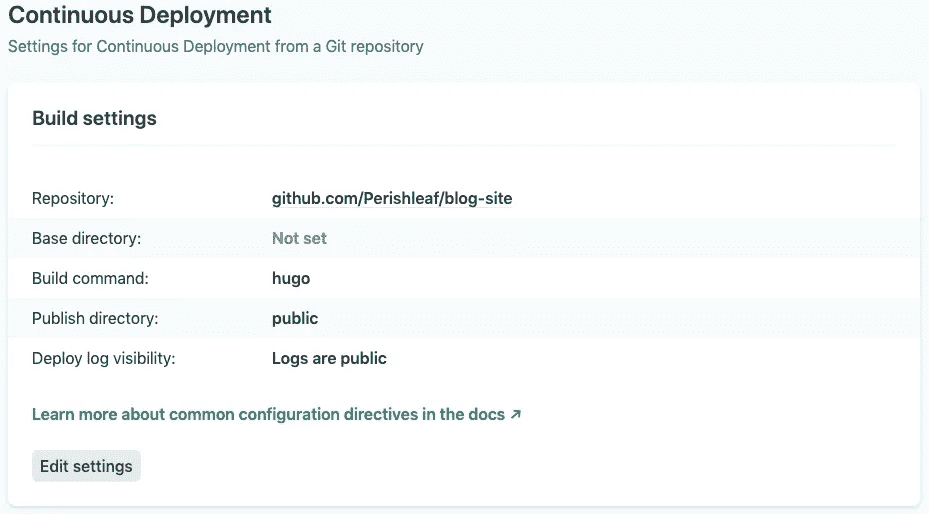 Continuous Deployment
Settings for Continuous Deployment from a Git repository
Build settings
Repository: github.com/Perishleaf/blog-site
Base directory: Not set
Build command: hugo
Publish directory: public
Deploy log visibility: Logs are public
Learn more about common configuration directives in the docs ↗
Edit settings